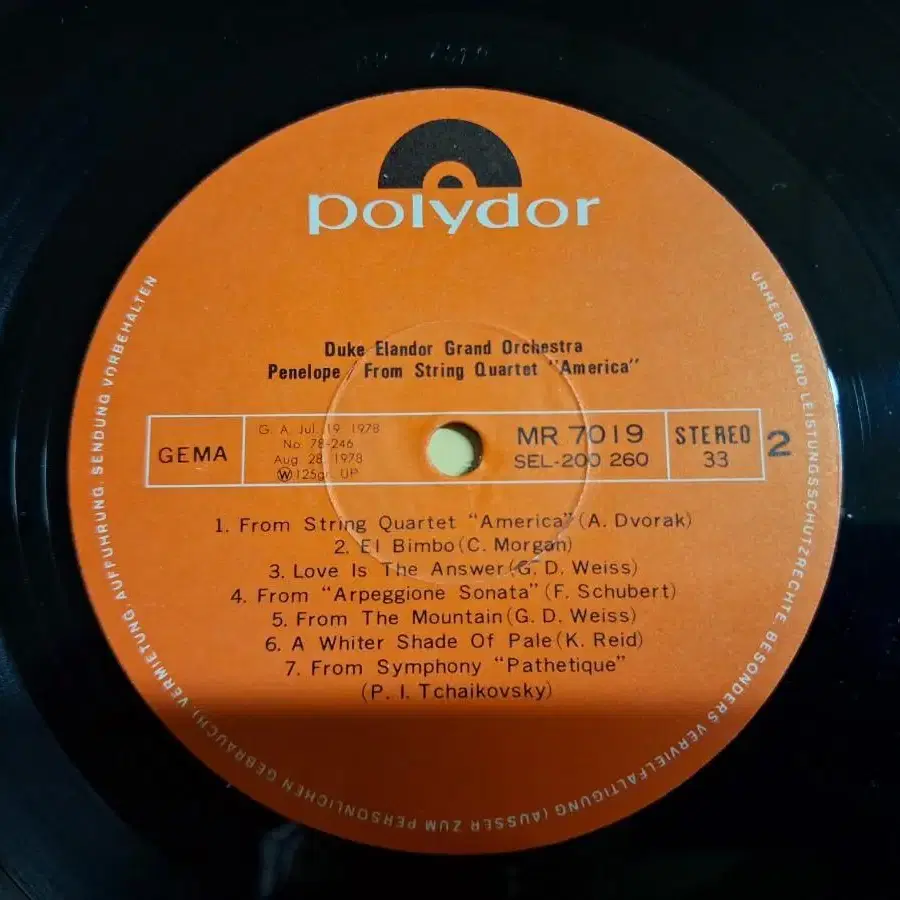 polydor
Duke Elandor Grand Orchestra
Penelope / From String Quartet "America"
GEMA
G. A. Jul. 19 1978
No. 78-246
Aug 28. 1978
W 125gr. UP
MR 7019
SEL-200 260
STEREO
33
2
1. From String Quartet "America" (A. Dvorak)
2. El Bimbo (C. Morgan)
3. Love Is The Answer (G. D. Weiss)
4. From "Arpeggione Sonata" (F. Schubert)
5. From The Mountain (G. D. Weiss)
6. A Whiter Shade Of Pale (K. Reid)
7. From Symphony "Pathetique"
(P. I. Tchaikovsky)
URHEBER- UND LEISTUNGSSCHUTZRECHTE, BESONDERS VERVIELFÄLTIGUNG (AUSSER ZUM PERSÖNLICHEN GEBRAUCH), VERMIETUNG, AUFFÜHRUNG, SENDUNG VORBEHALTEN